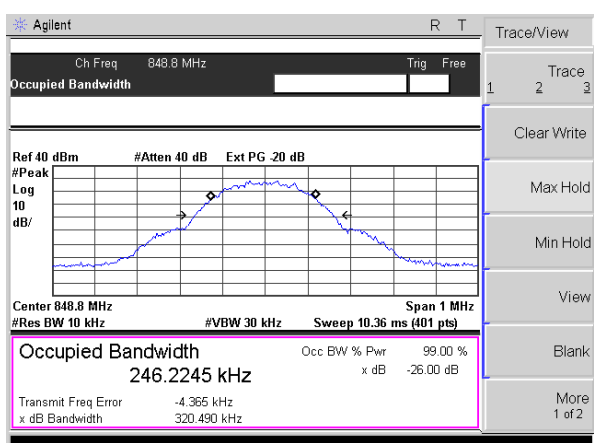 Agilent
R T
Trace/View
Ch Freq 848.8 MHz
Trig Free
Occupied Bandwidth
Trace
1 2 3
Clear Write
Ref 40 dBm #Atten 40 dB Ext PG -20 dB
#Peak
Log
10
dB/
Max Hold
Min Hold
View
Center 848.8 MHz
Span 1 MHz
#Res BW 10 kHz
#VBW 30 kHz
Sweep 10.36 ms (401 pts)
Occupied Bandwidth
246.2245 kHz
Occ BW % Pwr 99.00 %
x dB -26.00 dB
Transmit Freq Error -4.365 kHz
x dB Bandwidth 320.490 kHz
Blank
More
1 of 2